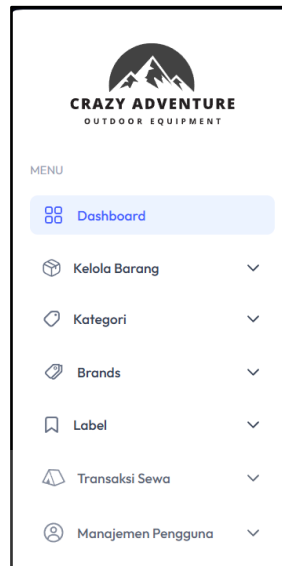 CRAZY ADVENTURE
OUTDOOR EQUIPMENT
MENU
Dashboard
Kelola Barang
Kategori
Brands
Label
Transaksi Sewa
Manajemen Pengguna